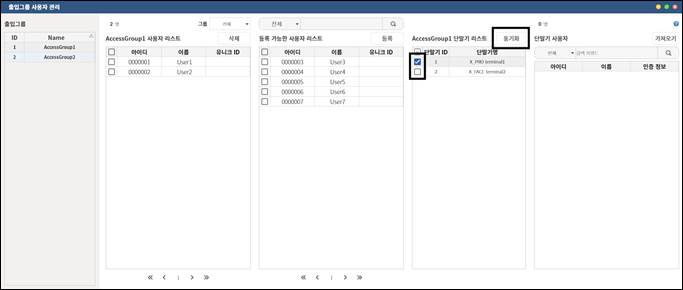 출입그룹 사용자 관리
출입그룹
ID Name
1 AccessGroup1
2 AccessGroup2
2 명 그룹 전체
AccessGroup1 사용자 리스트 삭제
아이디 이름 유니크 ID
0000001 User1
0000002 User2
전체
등록 가능한 사용자 리스트 등록
아이디 이름 유니크 ID
0000003 User3
0000004 User4
0000005 User5
0000006 User6
0000007 User7
AccessGroup1 단말기 리스트 동기화
단말기 ID 단말기명
1 X_PRO terminal1
2 X_FACE terminal2
0 명
단말기 사용자 가져오기
전체 검색 키워드
아이디 이름 인증 정보
1
1